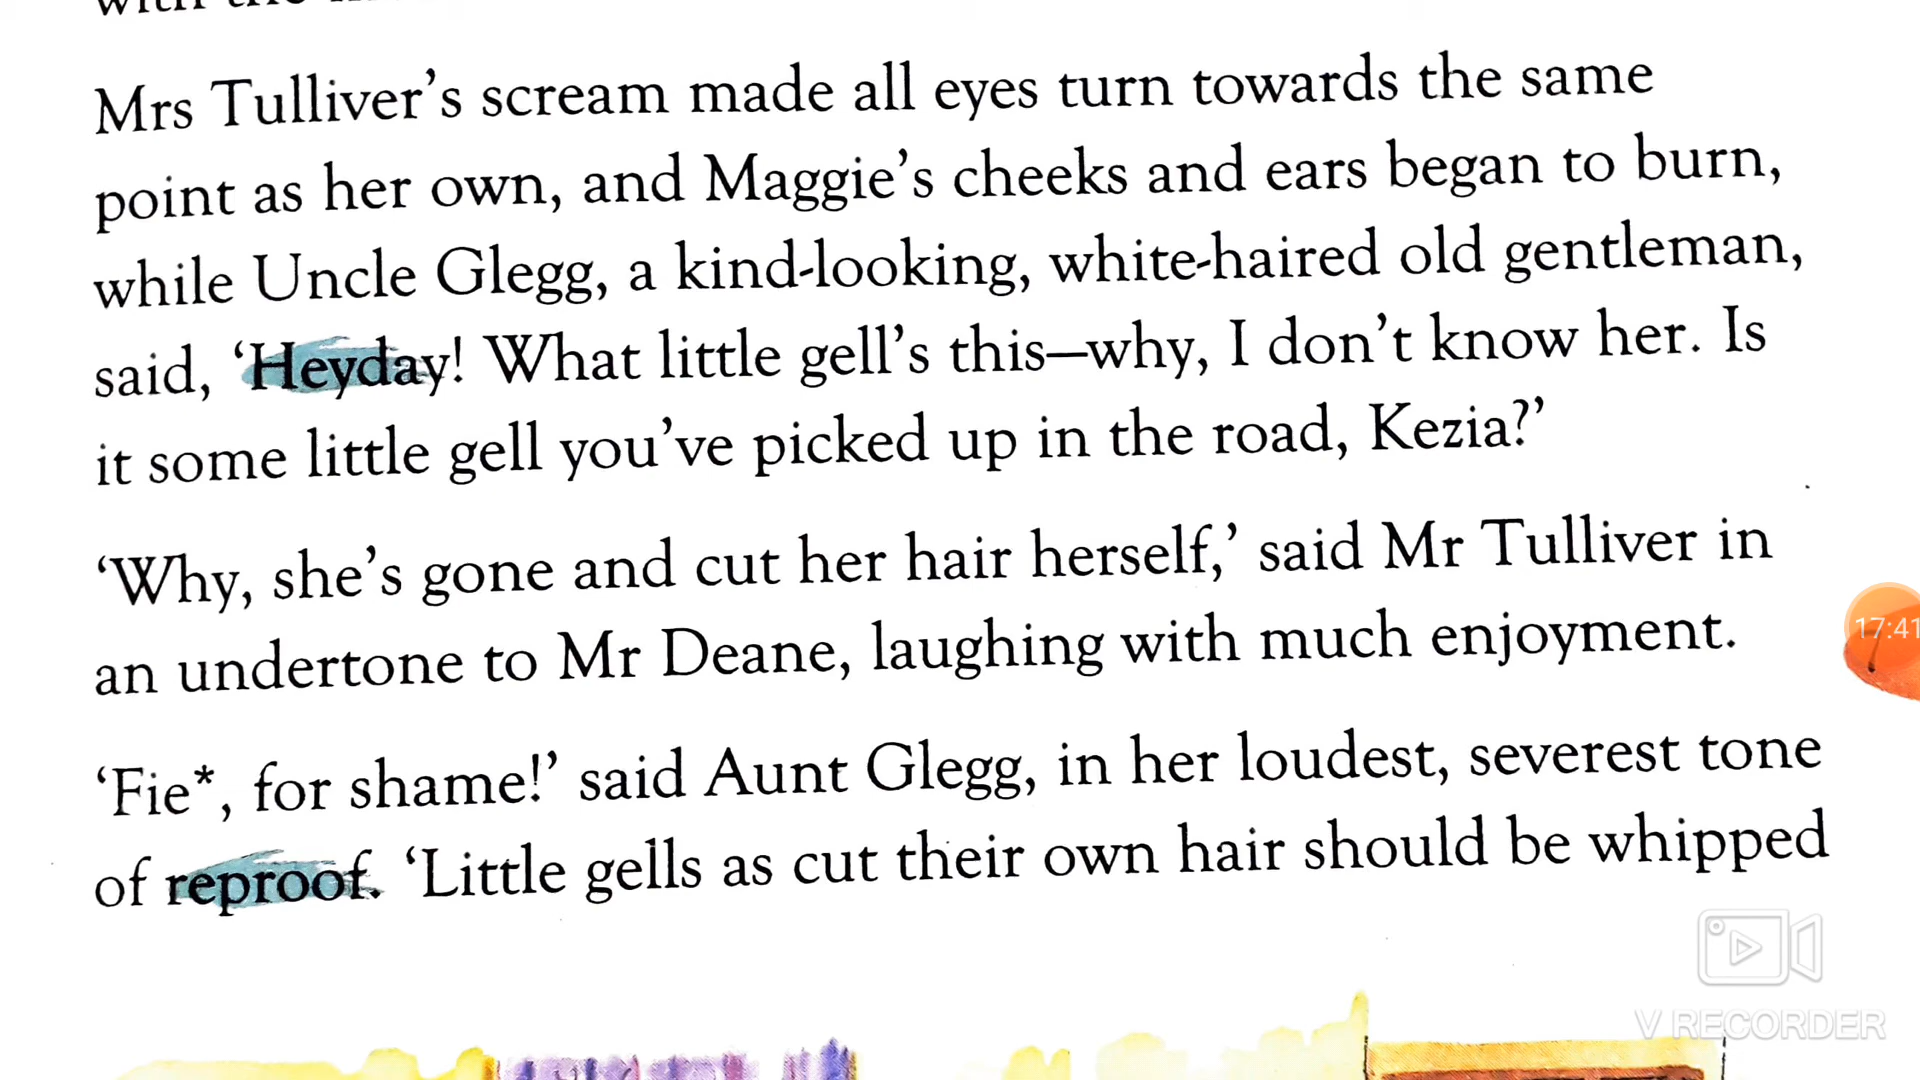 with the
Mrs Tulliver’s scream made all eyes turn towards the same
point as her own, and Maggie’s cheeks and ears began to burn,
while Uncle Glegg, a kind-looking, white-haired old gentleman,
said, ‘Heyday! What little gell’s this—why, I don’t know her. Is
it some little gell you’ve picked up in the road, Kezia?’
‘Why, she’s gone and cut her hair herself,’ said Mr Tulliver in
an undertone to Mr Deane, laughing with much enjoyment.
‘Fie*, for shame!’ said Aunt Glegg, in her loudest, severest tone
of reproof. ‘Little gells as cut their own hair should be whipped
17:41
V RECORDER